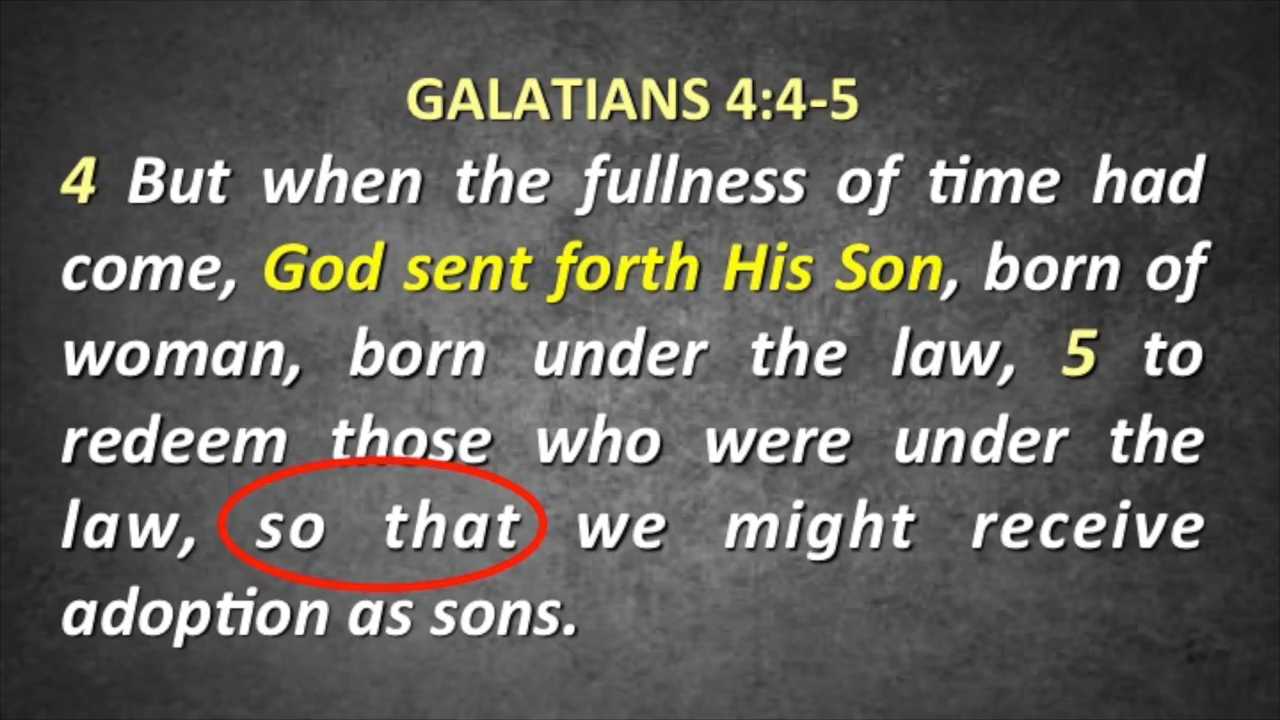 GALATIANS 4:4-5
4 But when the fullness of time had
come, God sent forth His Son, born of
woman, born under the law, 5 to
redeem those who were under the
law, so that we might receive
adoption as sons.